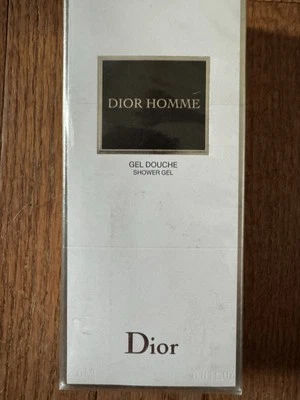 DIOR HOMME
GEL DOUCHE
SHOWER GEL
Dior